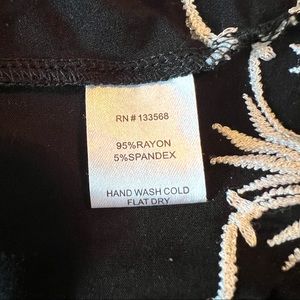 RN # 133568
95%RAYON
5%SPANDEX
HAND WASH COLD
FLAT DRY